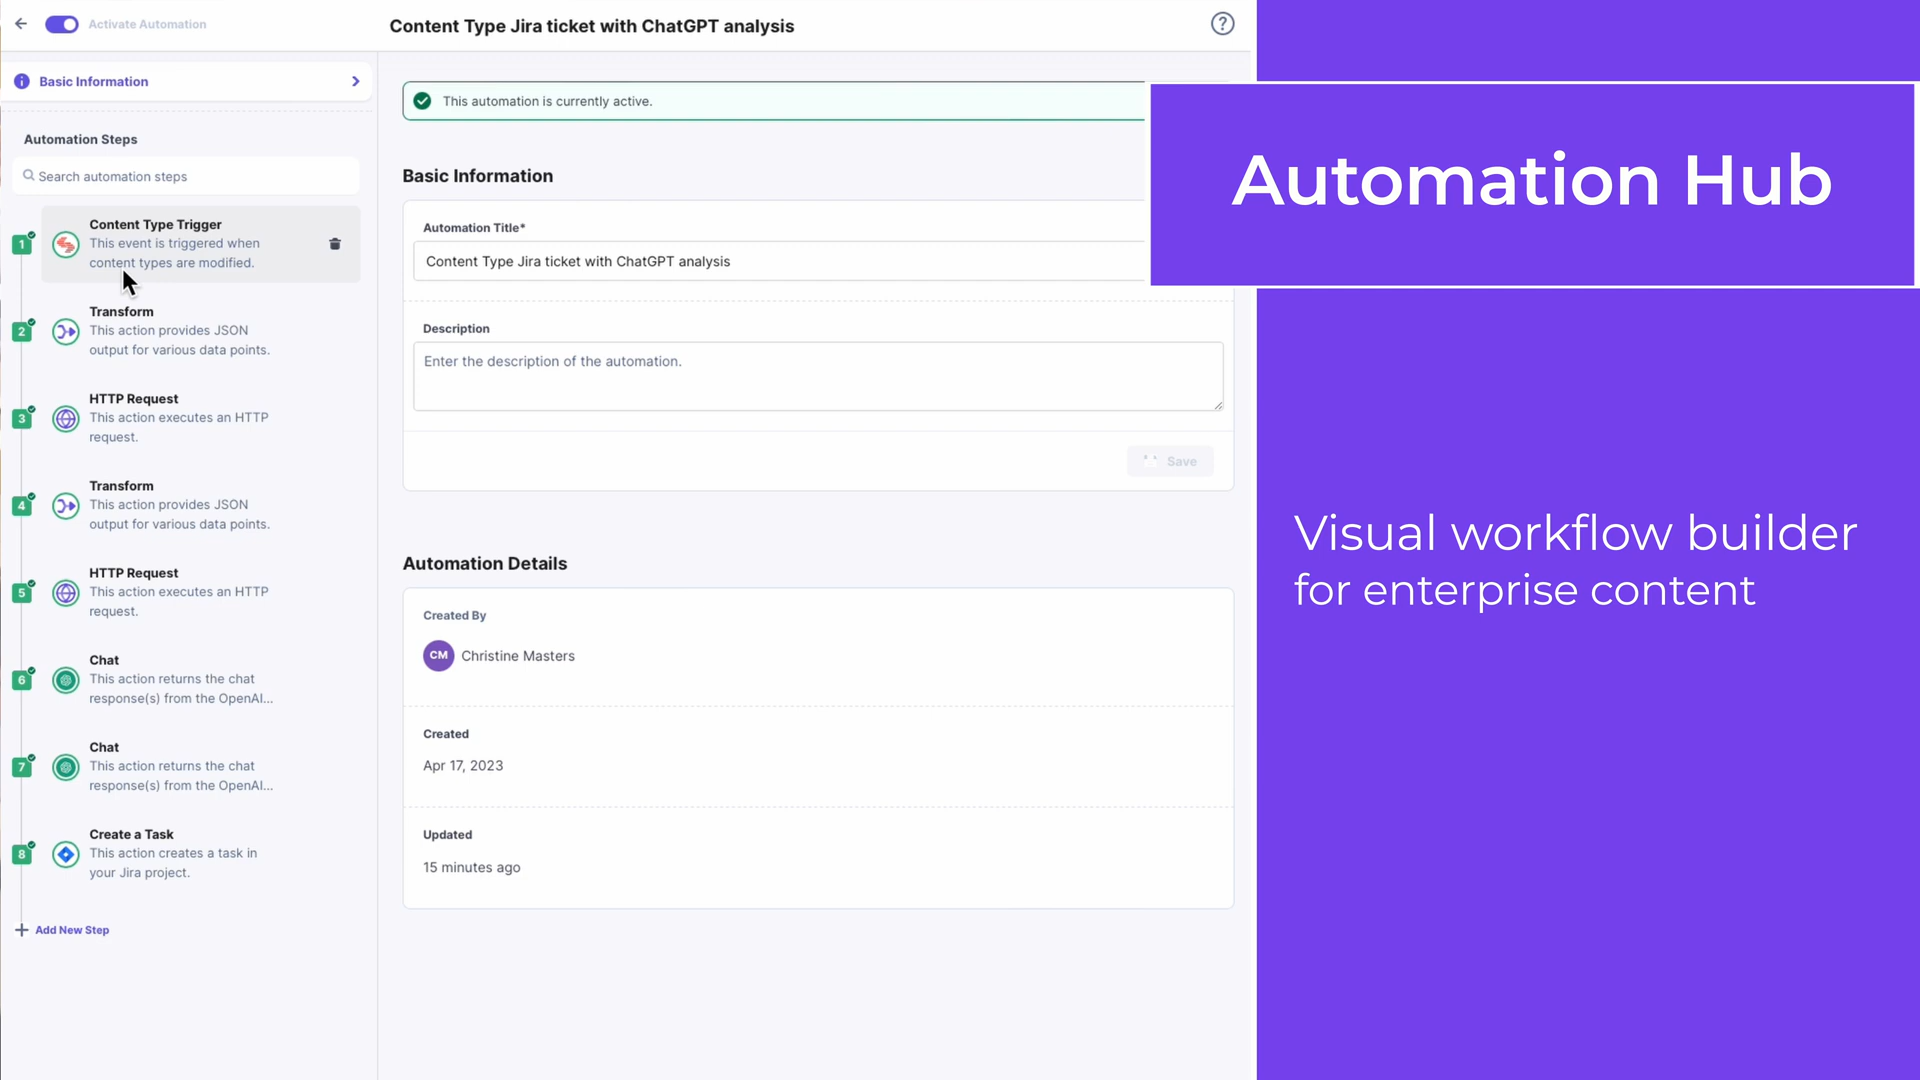 Activate Automation
Content Type Jira ticket with ChatGPT analysis
?
Basic Information
Automation Steps
Search automation steps
1
Content Type Trigger
This event is triggered when
content types are modified.
2
Transform
This action provides JSON
output for various data points.
3
HTTP Request
This action executes an HTTP
request.
4
Transform
This action provides JSON
output for various data points.
5
HTTP Request
This action executes an HTTP
request.
6
Chat
This action returns the chat
response(s) from the OpenAI...
7
Chat
This action returns the chat
response(s) from the OpenAI...
8
Create a Task
This action creates a task in
your Jira project.
+ Add New Step
This automation is currently active.
Basic Information
Automation Title*
Content Type Jira ticket with ChatGPT analysis
Description
Enter the description of the automation.
Save
Automation Details
Created By
CM Christine Masters
Created
Apr 17, 2023
Updated
15 minutes ago
Automation Hub
Visual workflow builder
for enterprise content